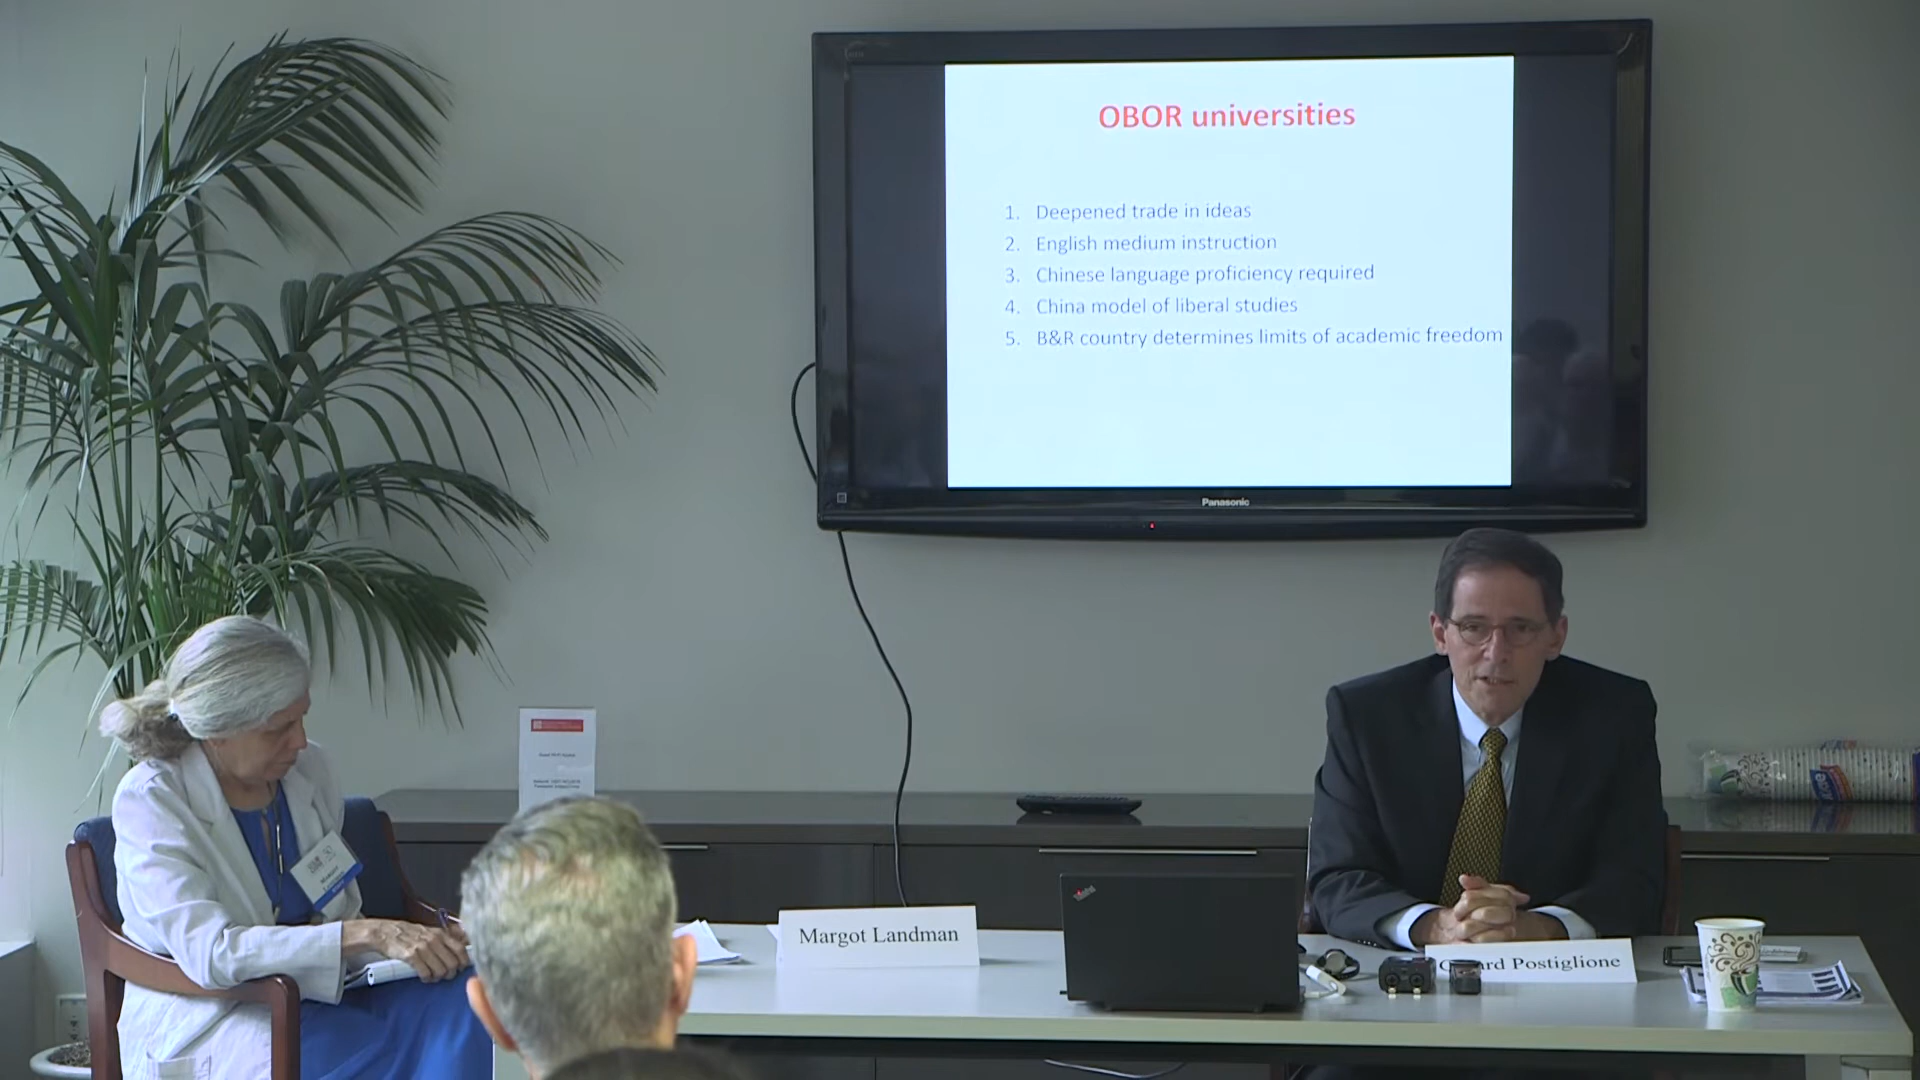 OBOR universities
1. Deepened trade in ideas
2. English medium instruction
3. Chinese language proficiency required
4. China model of liberal studies
5. B&R country determines limits of academic freedom
Panasonic
Margot Landman
Postiglione